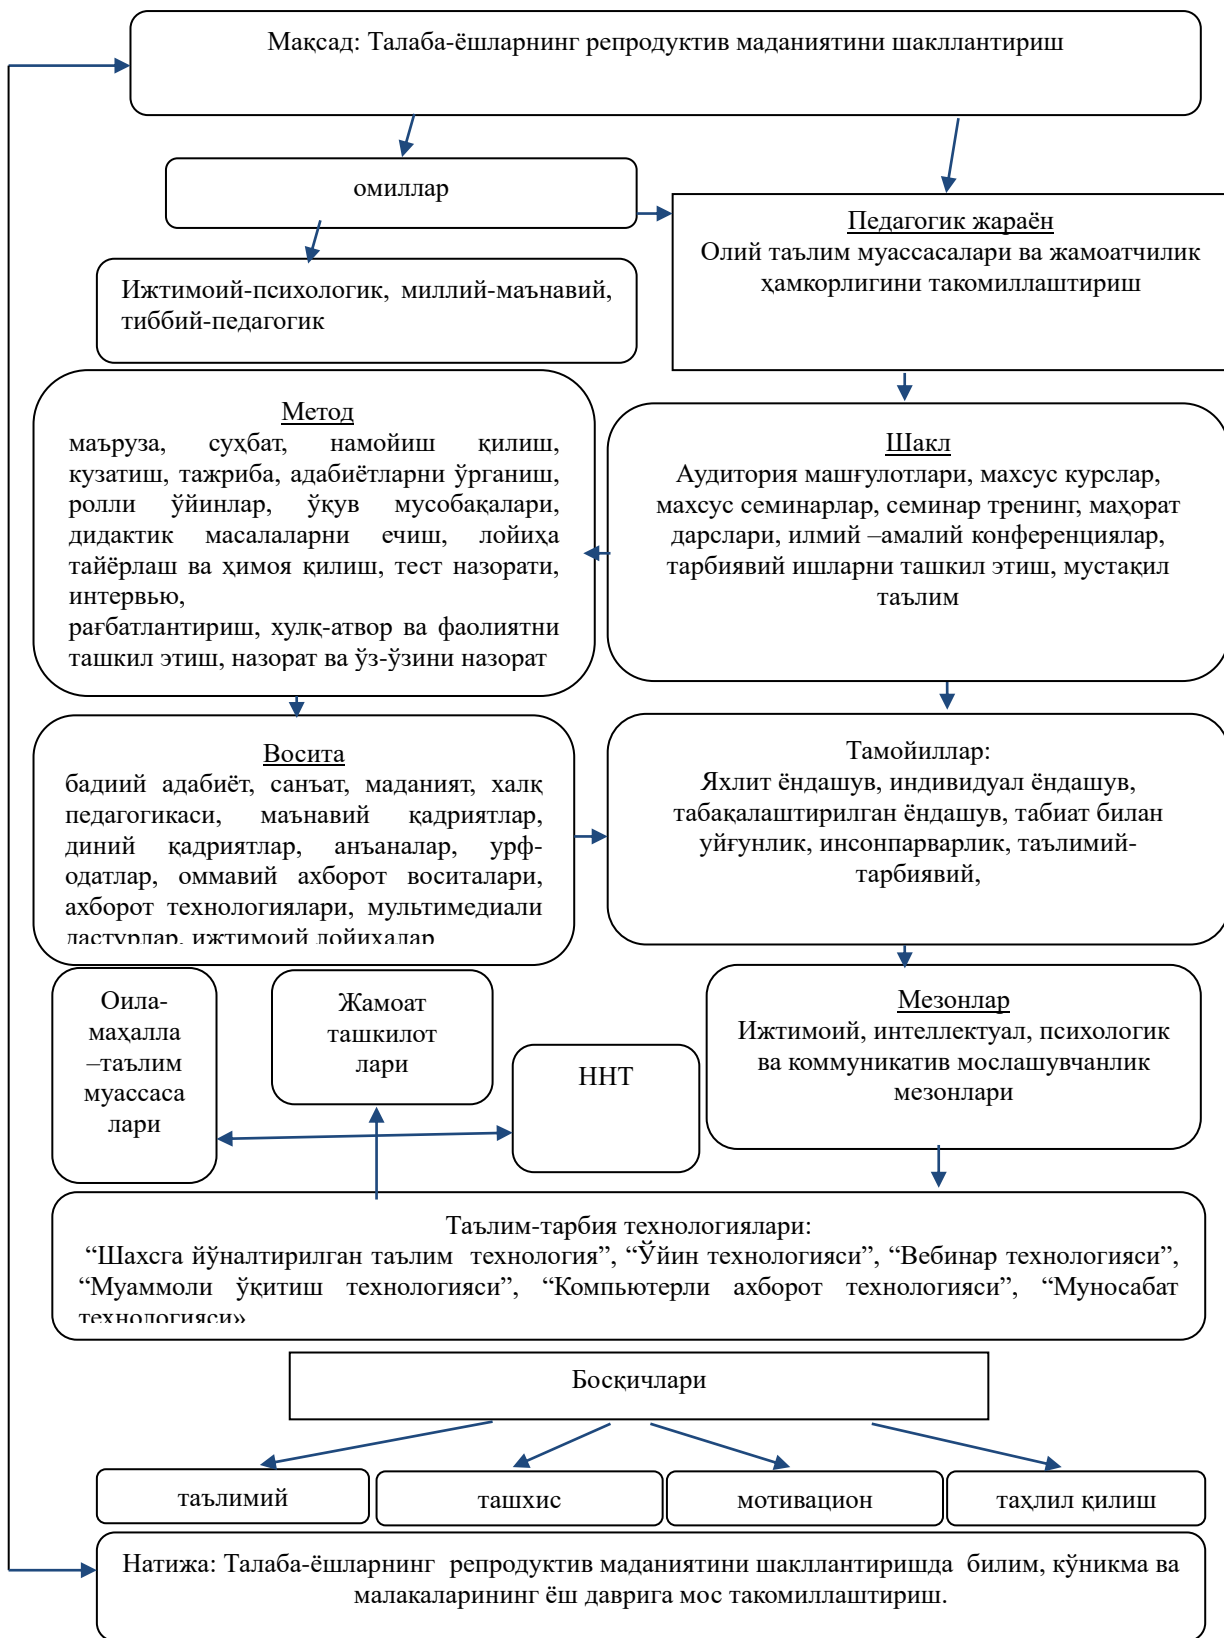 Мақсад: Талаба-ёшларнинг репродуктив маданиятини шакллантириш
омиллар
Педагогик жараён
Олий таълим муассасалари ва жамоатчилик
ҳамкорлигини такомиллаштириш
Ижтимоий-психологик, миллий-маънавий,
тиббий-педагогик
Метод
маъруза, суҳбат, намойиш қилиш,
кузатиш, тажриба, адабиётларни ўрганиш,
ролли ўйинлар, ўқув мусобақалари,
дидактик масалаларни ечиш, лойиҳа
тайёрлаш ва ҳимоя қилиш, тест назорати,
интервью,
рағбатлантириш, хулқ-атвор ва фаолиятни
ташкил этиш, назорат ва ўз-ўзини назорат
Шакл
Аудитория машғулотлари, махсус курслар,
махсус семинарлар, семинар тренинг, маҳорат
дарслари, илмий –амалий конференциялар,
тарбиявий ишларни ташкил этиш, мустақил
таълим
Восита
бадиий адабиёт, санъат, маданият, халқ
педагогикаси, маънавий қадриятлар,
диний қадриятлар, анъаналар, урф-
одатлар, оммавий ахборот воситалари,
ахборот технологиялари, мультимедиали
дастурлар, ижтимоий лойиҳалар
Тамойиллар:
Яхлит ёндашув, индивидуал ёндашув,
табақалаштирилган ёндашув, табиат билан
уйғунлик, инсонпарварлик, таълимий-
тарбиявий,
Оила-
маҳалла
–таълим
муассаса
лари
Жамоат
ташкилот
лари
ННТ
Мезонлар
Ижтимоий, интеллектуал, психологик
ва коммуникатив мослашувчанлик
мезонлари
Таълим-тарбия технологиялари:
“Шахсга йўналтирилган таълим технология”, “Ўйин технологияси”, “Вебинар технологияси”,
“Муаммоли ўқитиш технологияси”, “Компьютерли ахборот технологияси”, “Муносабат
технологияси»
Босқичлари
таълимий
ташхис
мотивацион
таҳлил қилиш
Натижа: Талаба-ёшларнинг репродуктив маданиятини шакллантиришда билим, кўникма ва
малакаларининг ёш даврига мос такомиллаштириш.